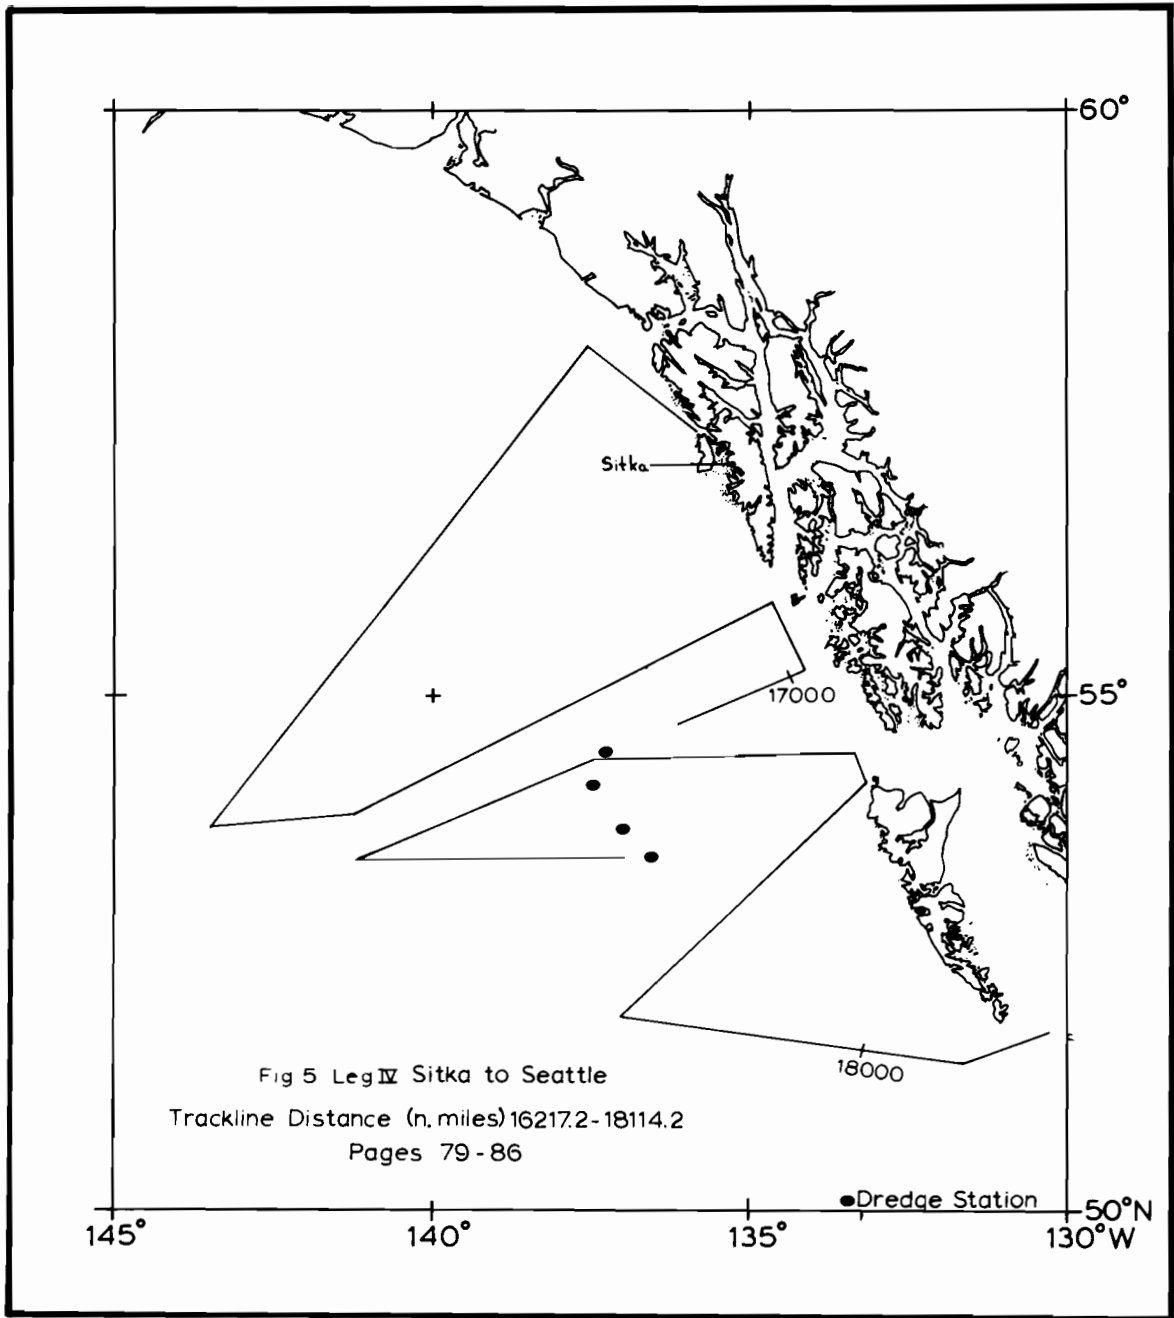 60°
Sitka
55°
17000
18000
Fig 5 Leg IV Sitka to Seattle
Trackline Distance (n. miles) 16217.2-18114.2
Pages 79-86
Dredge Station
50°N
145°
140°
135°
130°W